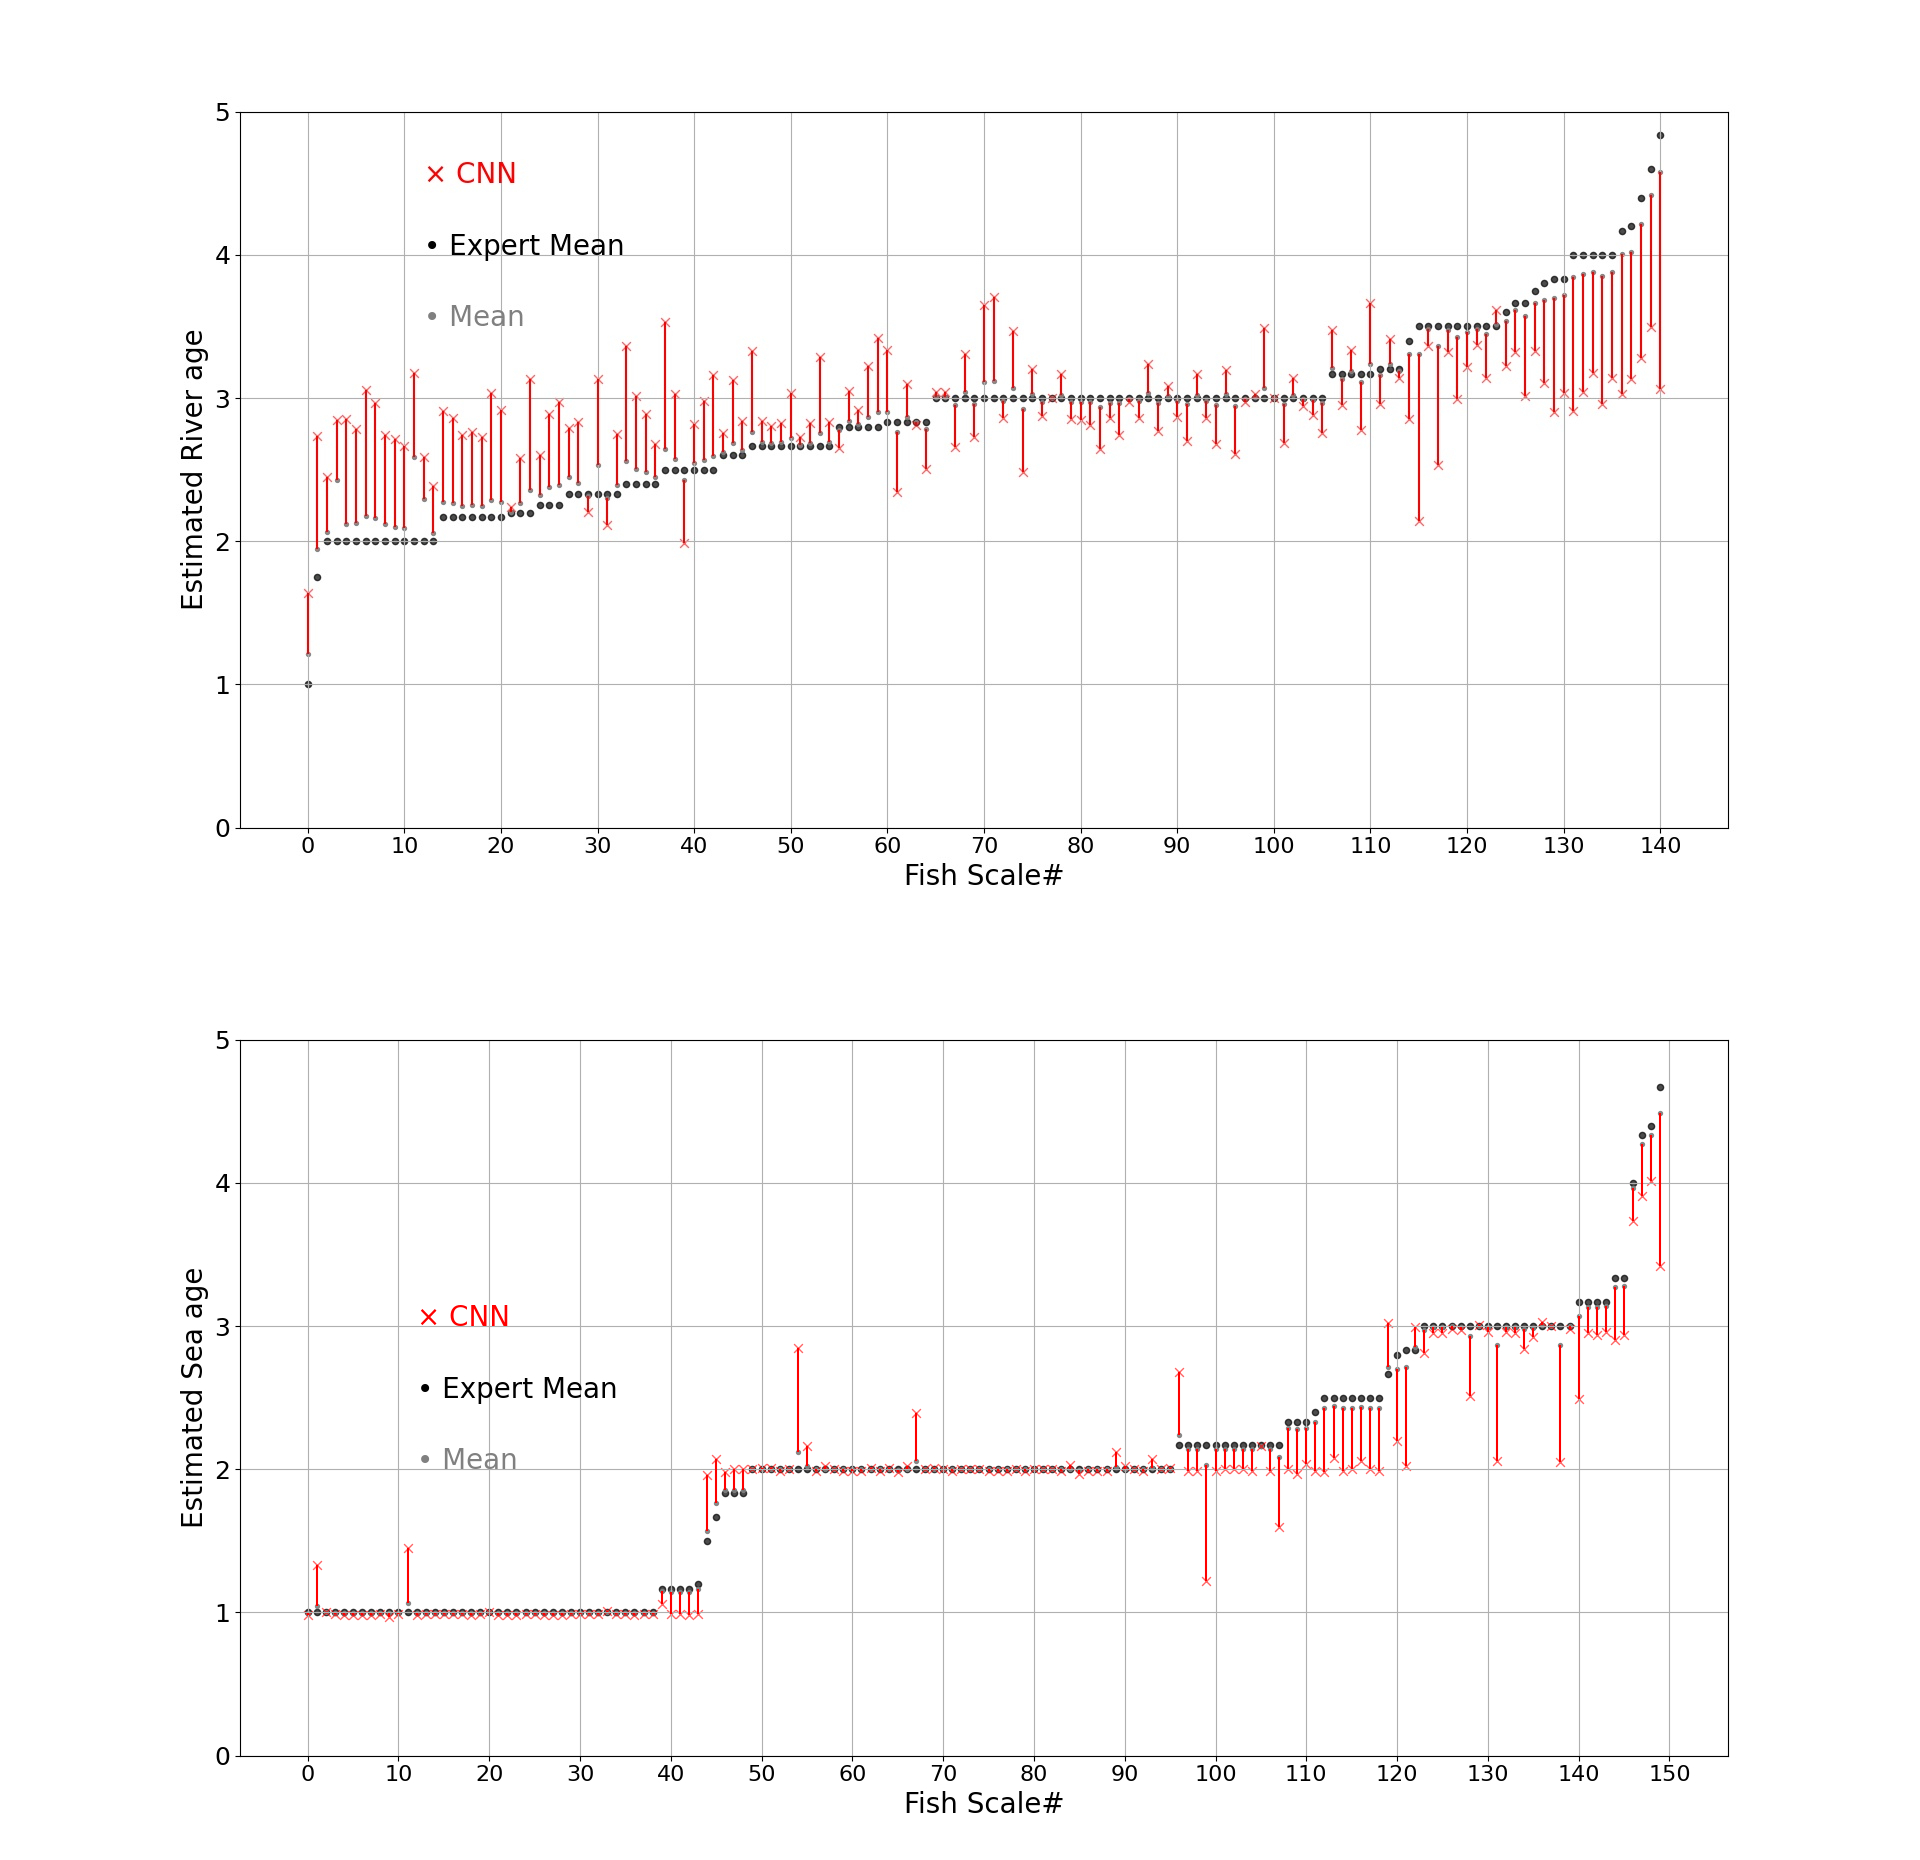 5
× CNN
• Expert Mean
4
• Mean
3
2
1
0
Estimated River age
0 10 20 30 40 50 60 70 80 90 100 110 120 130 140
Fish Scale#
5
4
3
× CNN
• Expert Mean
• Mean
2
1
0
Estimated Sea age
0 10 20 30 40 50 60 70 80 90 100 110 120 130 140 150
Fish Scale#